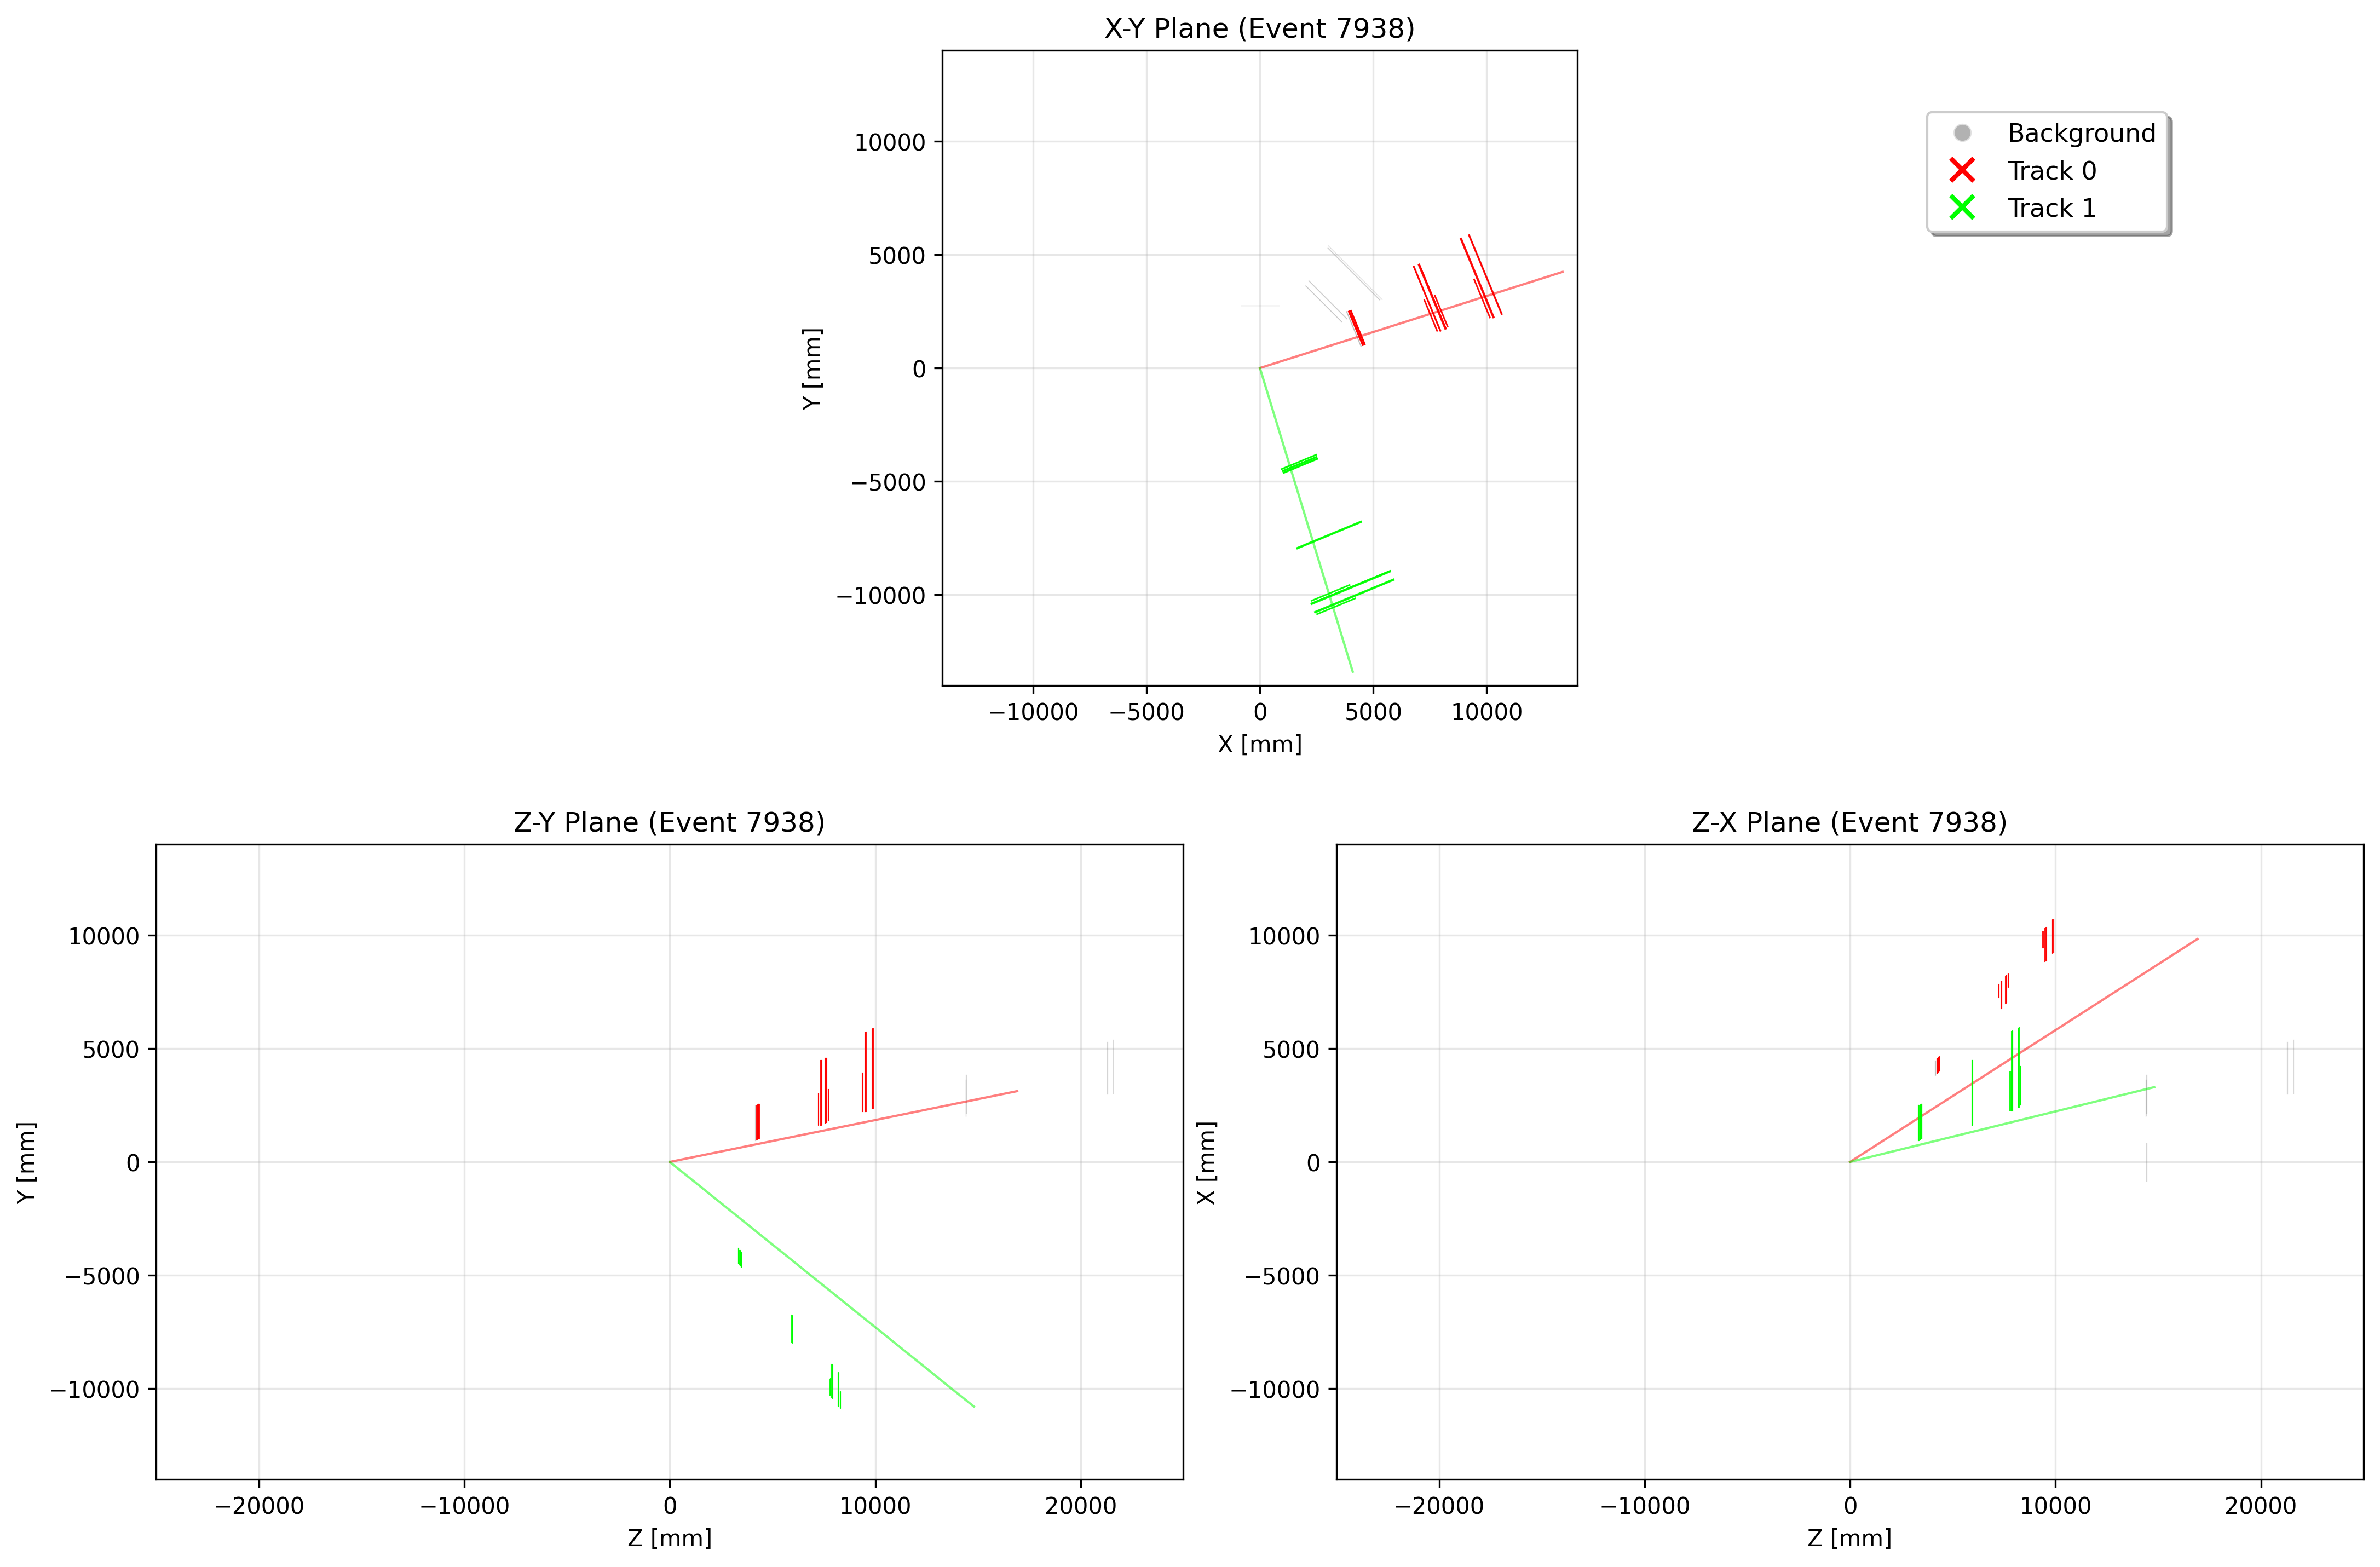 X-Y Plane (Event 7938)
Y [mm]
10000
5000
0
−5000
−10000
−10000 −5000 0 5000 10000
X [mm]
Background
Track 0
Track 1
Z-Y Plane (Event 7938)
Y [mm]
10000
5000
0
−5000
−10000
−20000 −10000 0 10000 20000
Z [mm]
Z-X Plane (Event 7938)
X [mm]
10000
5000
0
−5000
−10000
−20000 −10000 0 10000 20000
Z [mm]